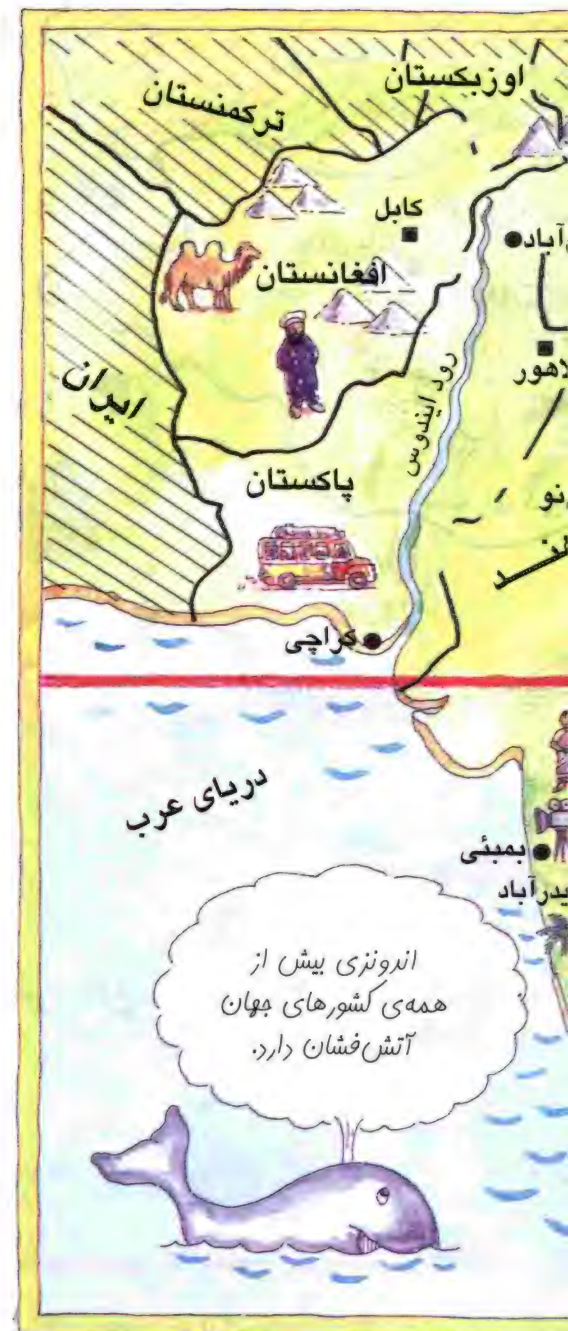 اوزبکستان
ترکمنستان
کابل
افغانستان
ایران
رود ایندوس
لاهور
پاکستان
کراچی
دریای عرب
بمبئی
اندونزی بیش از
همه‌ی کشورهای جهان
آتش‌فشان دارد.